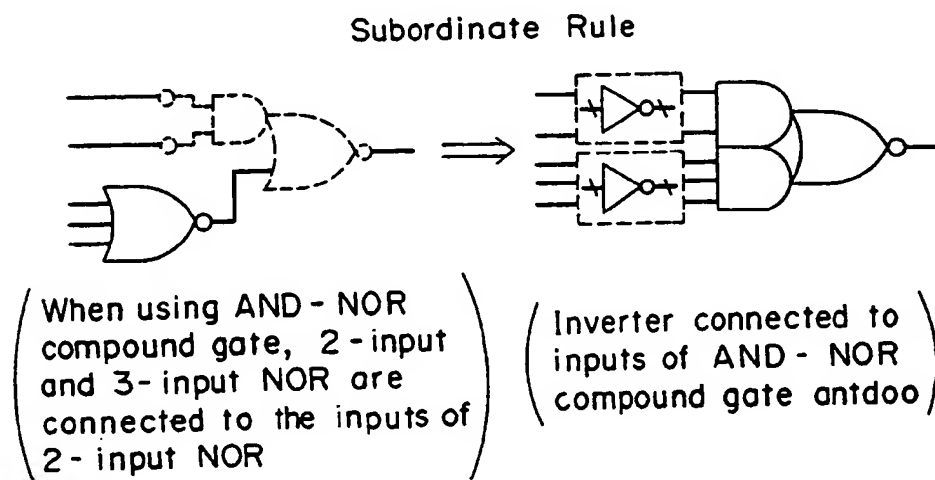 Subordinate Rule
When using AND-NOR
compound gate, 2-input
and 3-input NOR are
connected to the inputs of
2-input NOR
Inverter connected to
inputs of AND-NOR
compound gate antdoo